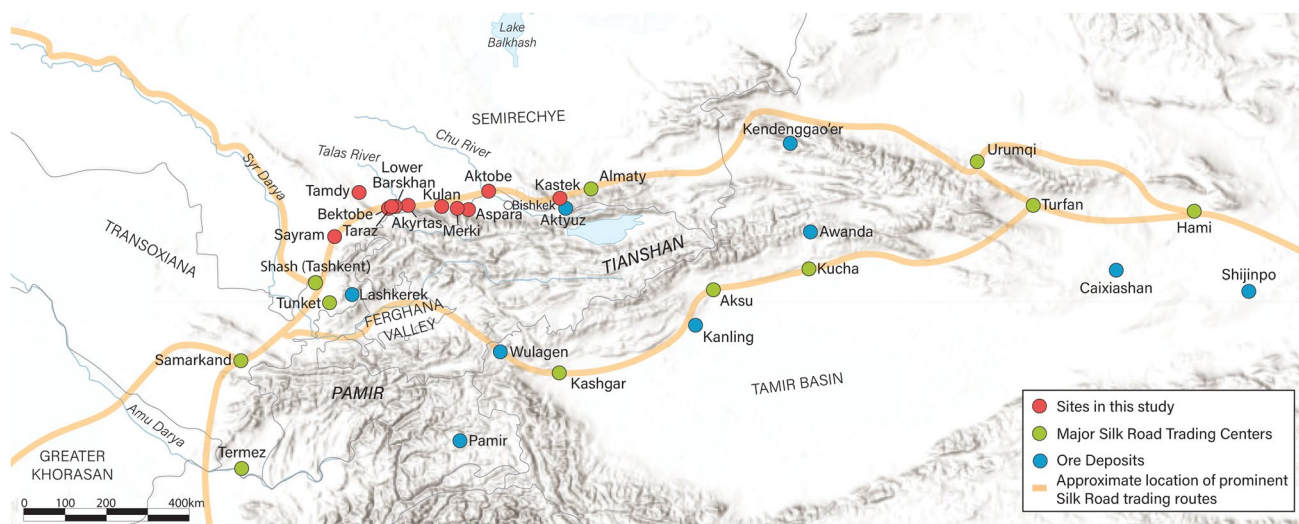 Lake
Balkhash
SEMIRECHYE
Kendenggao'er
Urumqi
Chu River
Talas River
Syr Darya
Lower
Barskhan
Aktobe
Kastek
Almaty
Tamdy
Kulan
Bishkek
Bektobe
Taraz
Akyrtas
Merki
Aspara
Aktyuz
Turfan
Hami
Sayram
TRANSOXIANA
TIANSHAN
Awanda
Shash (Tashkent)
Kucha
Caixiashan
Shijinpo
Tunket
Lashkerek
Aksu
FERGHANA
VALLEY
Kanling
Samarkand
Wulagen
Kashgar
TAMIR BASIN
PAMIR
Amu Darya
Pamir
GREATER
KHORASAN
Termez
0 100 200 400km
Sites in this study
Major Silk Road Trading Centers
Ore Deposits
Approximate location of prominent
Silk Road trading routes